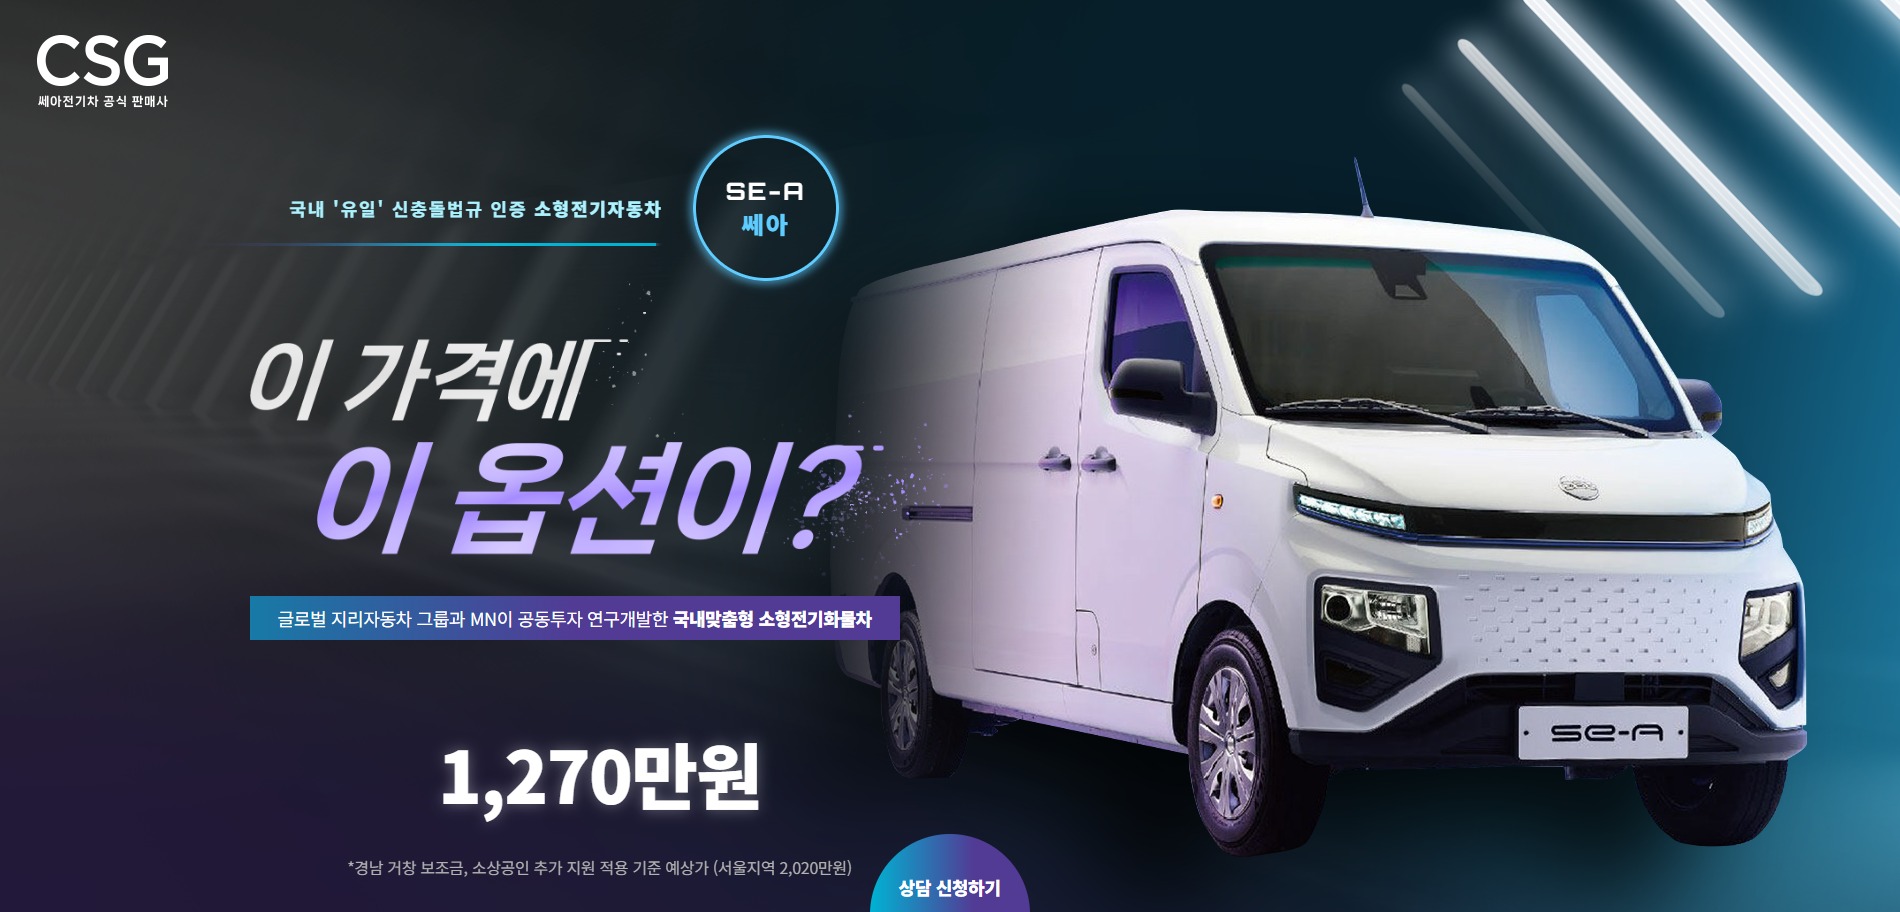 CSG
쎄아전기차 공식 판매사
국내 '유일' 신충돌법규 인증 소형전기자동차
SE-A
쎄아
이 가격에
이 옵션이?
글로벌 지리자동차 그룹과 MN이 공동투자 연구개발한 국내맞춤형 소형전기화물차
SE-A
1,270만원
*경남 거창 보조금, 소상공인 추가 지원 적용 기준 예상가 (서울지역 2,020만원)
상담 신청하기